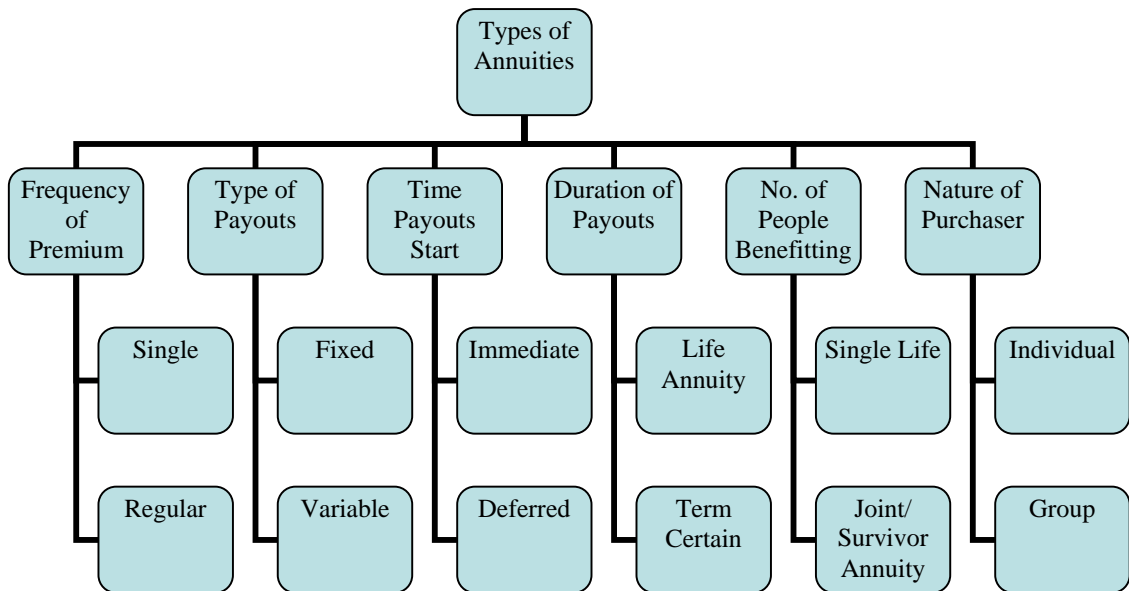 Types of
Annuities
Frequency
of
Premium
Type of
Payouts
Time
Payouts
Start
Duration of
Payouts
No. of
People
Benefitting
Nature of
Purchaser
Single
Fixed
Immediate
Life
Annuity
Single Life
Individual
Regular
Variable
Deferred
Term
Certain
Joint/
Survivor
Annuity
Group